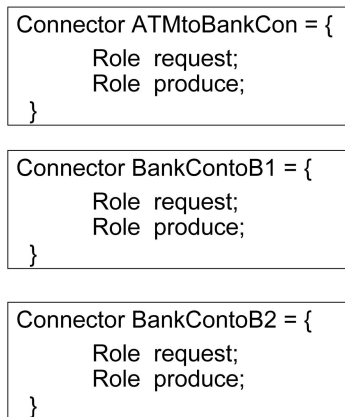 Connector ATMtoBankCon = {
Role request;
Role produce;
}
Connector BankContoB1 = {
Role request;
Role produce;
}
Connector BankContoB2 = {
Role request;
Role produce;
}